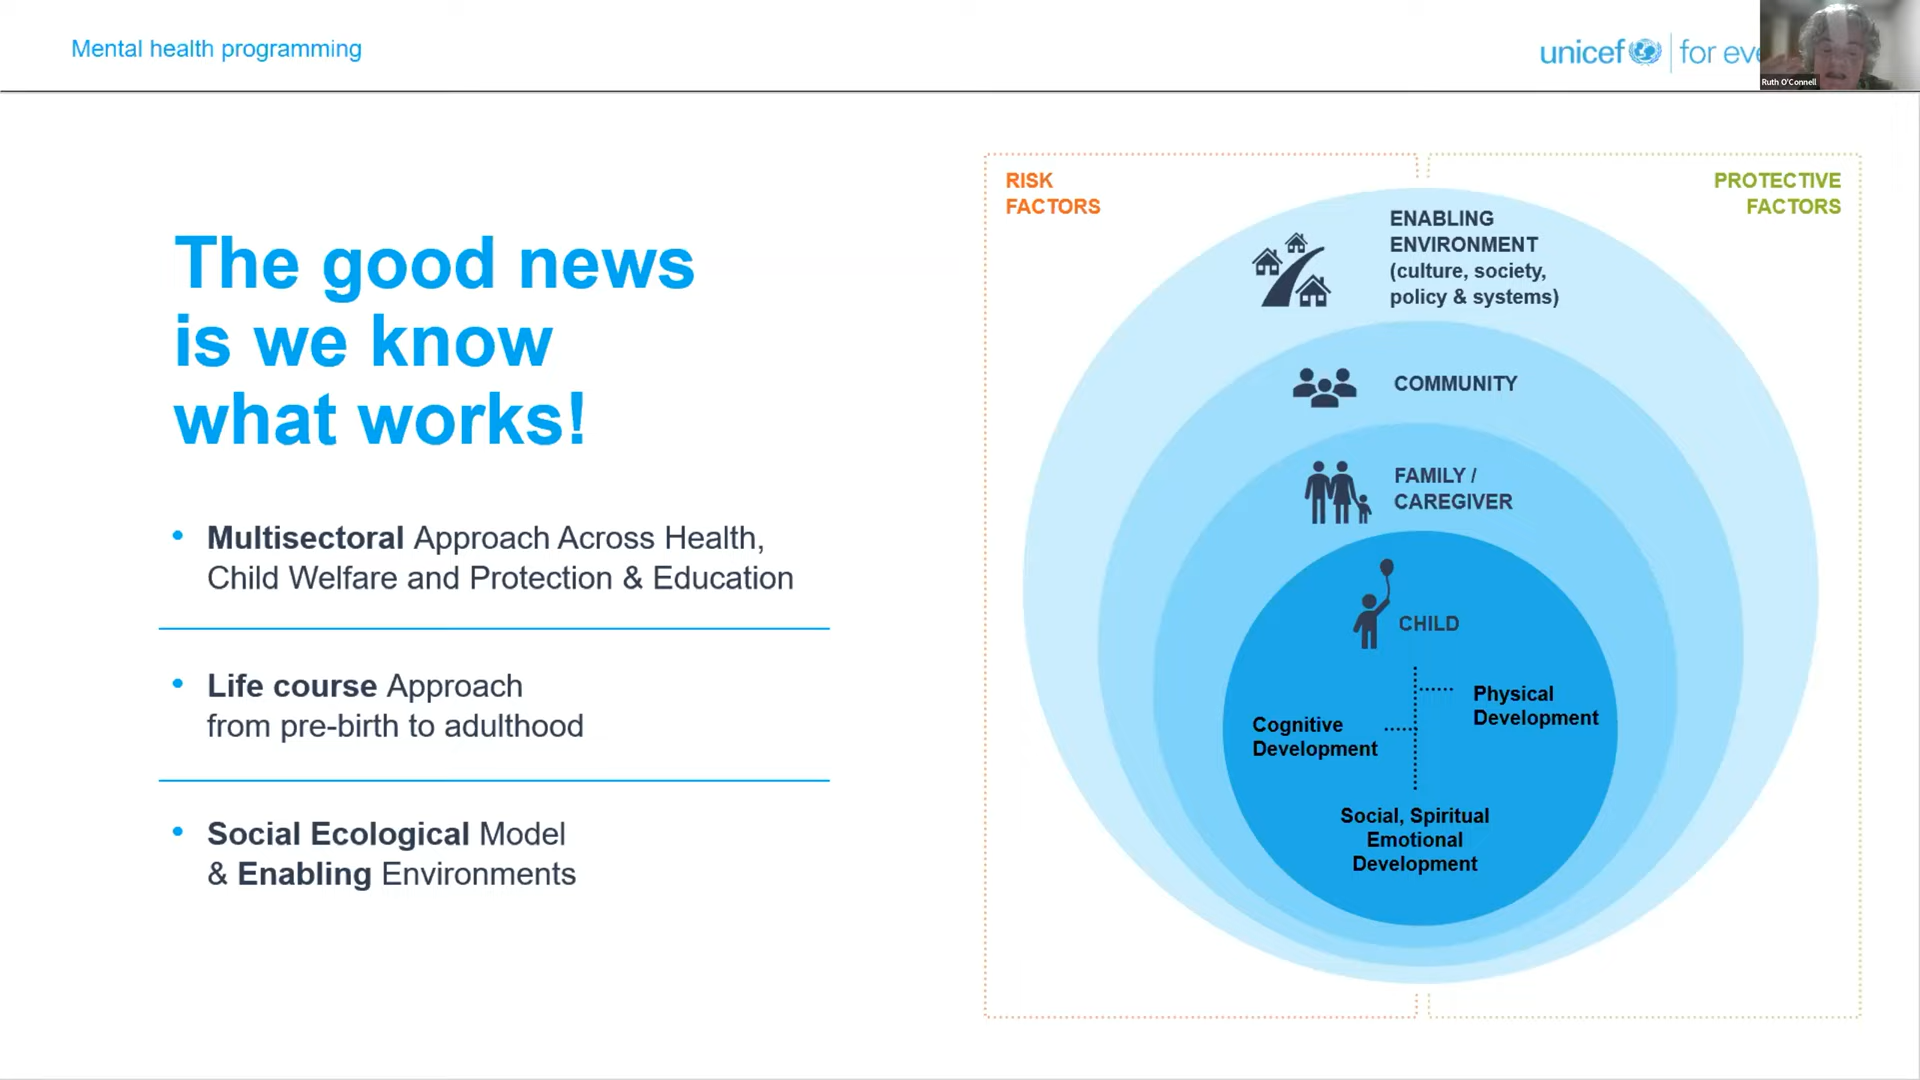 Mental health programming
unicef for eve
Ruth O'Connell
The good news
is we know
what works!
• Multisectoral Approach Across Health,
Child Welfare and Protection & Education
• Life course Approach
from pre-birth to adulthood
• Social Ecological Model
& Enabling Environments
RISK
FACTORS
PROTECTIVE
FACTORS
ENABLING
ENVIRONMENT
(culture, society,
policy & systems)
COMMUNITY
FAMILY /
CAREGIVER
CHILD
Physical
Development
Cognitive
Development
Social, Spiritual
Emotional
Development